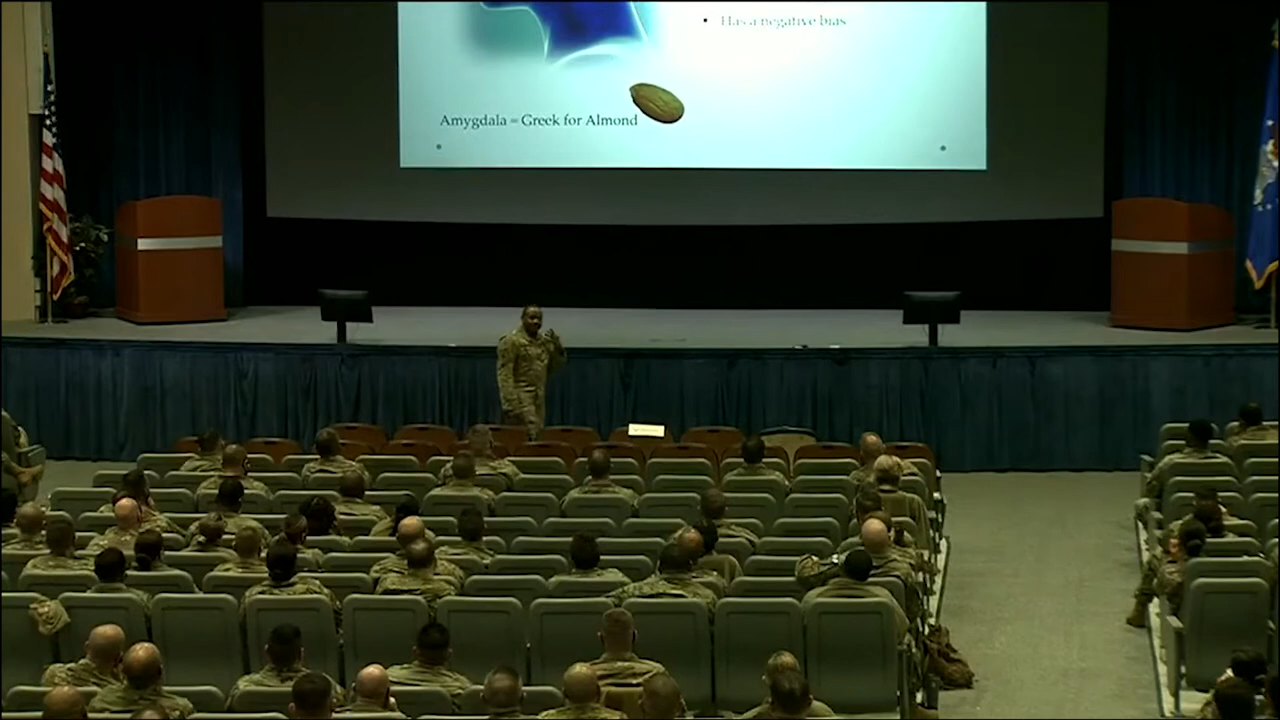 • Has a negative bias
Amygdala = Greek for Almond